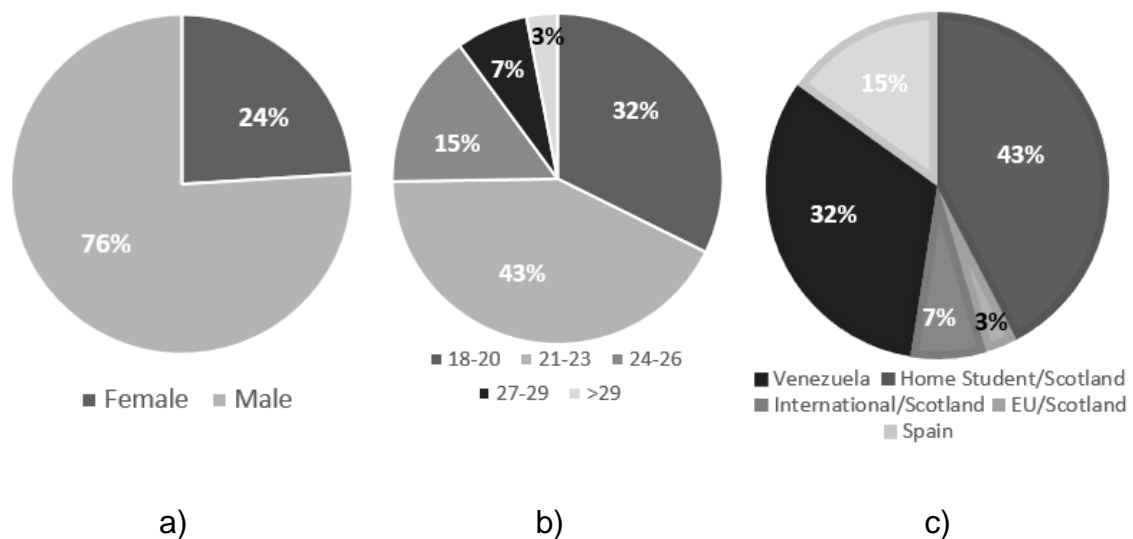 24%
76%
■ Female ■ Male
a)
3%
7%
32%
15%
43%
■ 18-20 ■ 21-23 ■ 24-26
■ 27-29 ■ >29
b)
15%
43%
32%
7%
3%
■ Venezuela ■ Home Student/Scotland
■ International/Scotland ■ EU/Scotland
■ Spain
c)